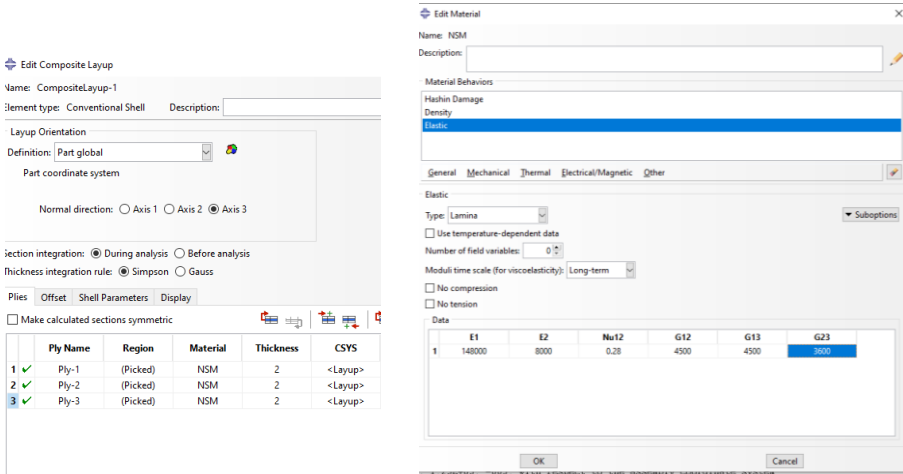 Edit Composite Layup
Name: CompositeLayup-1
Element type: Conventional Shell Description:
Layup Orientation
Definition: Part global
Part coordinate system
Normal direction: Axis 1 Axis 2 Axis 3
Section integration: During analysis Before analysis
Thickness integration rule: Simpson Gauss
Plies Offset Shell Parameters Display
Make calculated sections symmetric
Ply Name Region Material Thickness CSYS
1 Ply-1 (Picked) NSM 2 <Layup>
2 Ply-2 (Picked) NSM 2 <Layup>
3 Ply-3 (Picked) NSM 2 <Layup>
Edit Material
Name: NSM
Description:
Material Behaviors
Hashin Damage
Density
Elastic
General Mechanical Thermal Electrical/Magnetic Other
Elastic
Type: Lamina Suboptions
Use temperature-dependent data
Number of field variables: 0
Moduli time scale (for viscoelasticity): Long-term
No compression
No tension
Data
E1 E2 Nu12 G12 G13 G23
1 148000 8000 0.28 4500 4500 3600
OK Cancel